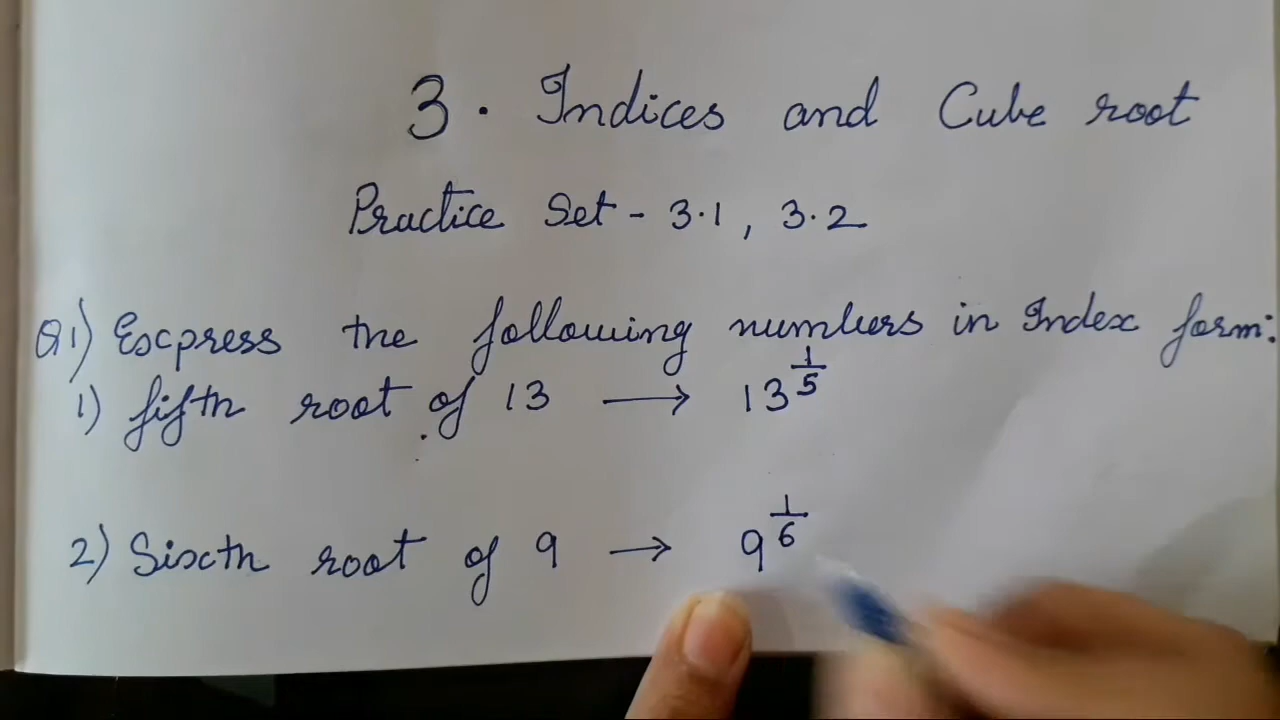 3. Indices and Cube root
Practice Set - 3.1, 3.2
Q1) Express the following numbers in Index form:
1) fifth root of 13 → 13^(1/5)
2) Sixth root of 9 → 9^(1/6)